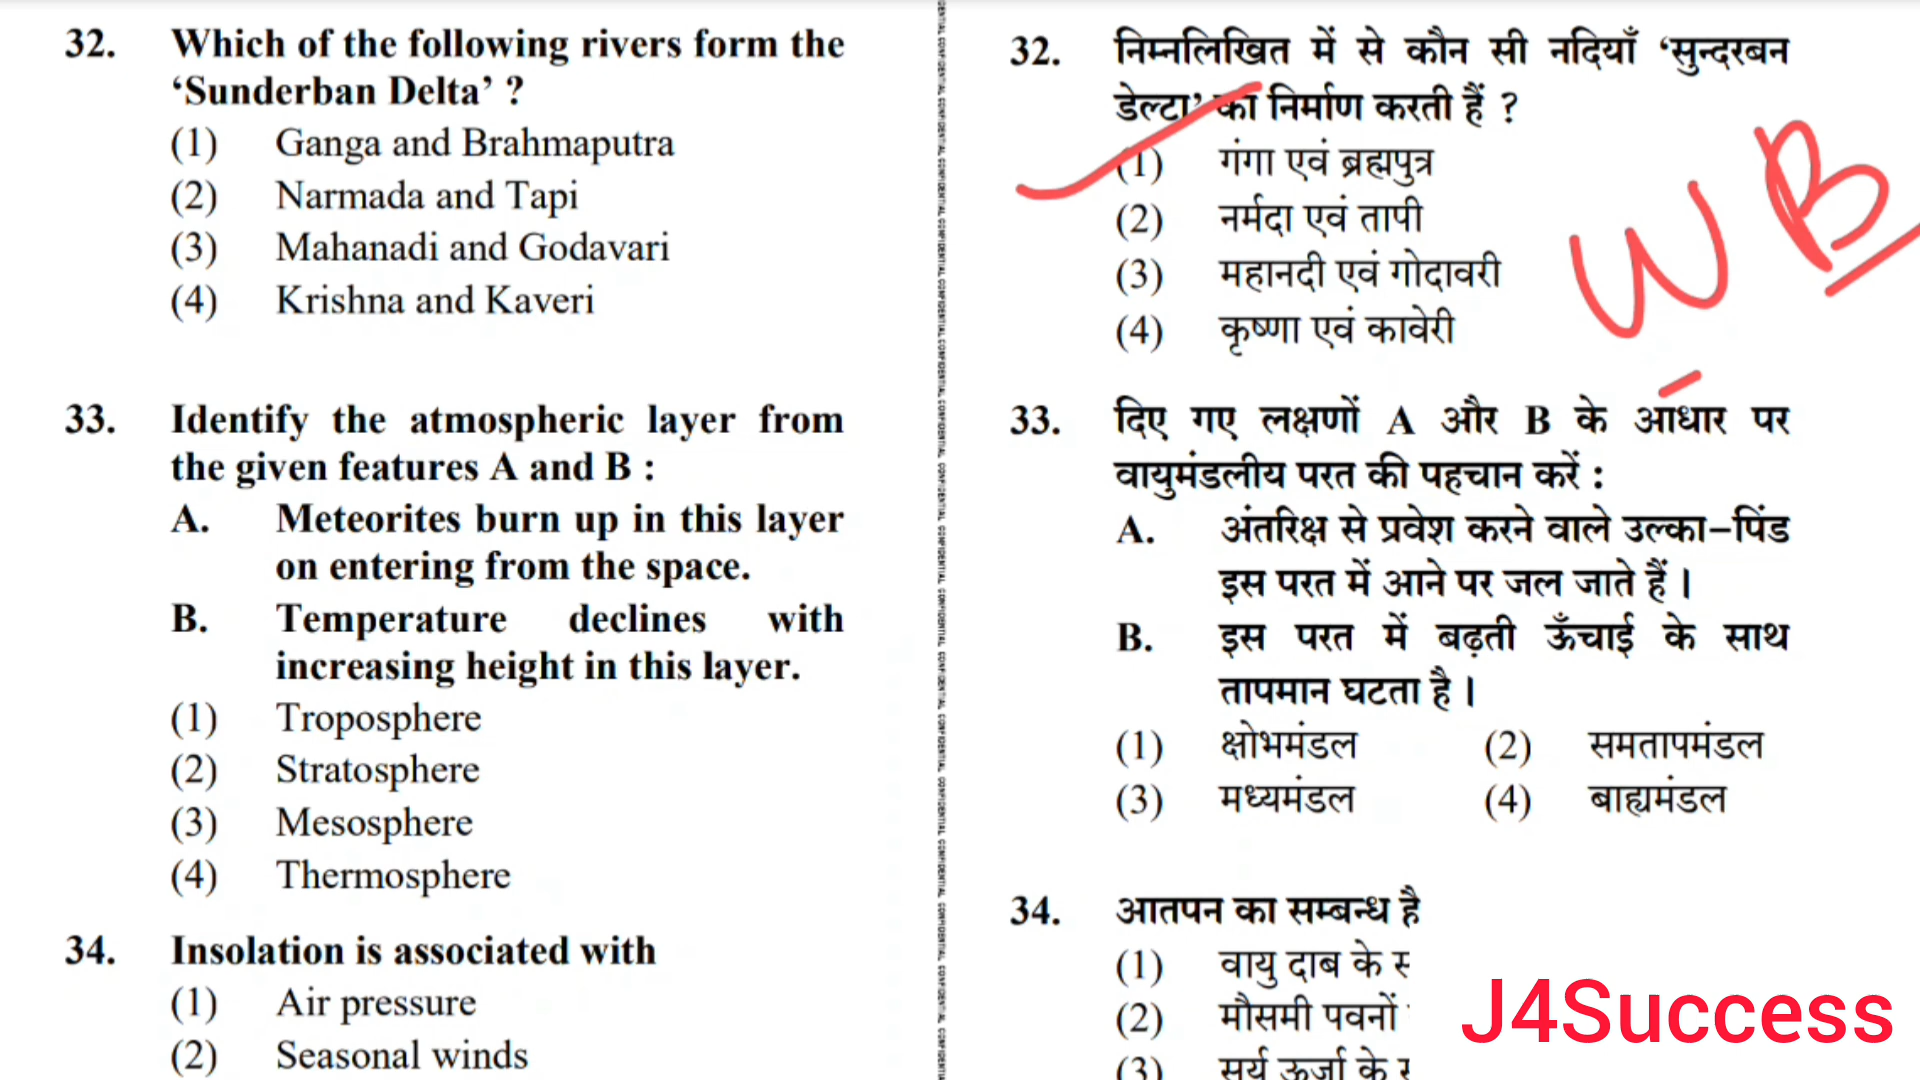 32. Which of the following rivers form the
‘Sunderban Delta’ ?
(1) Ganga and Brahmaputra
(2) Narmada and Tapi
(3) Mahanadi and Godavari
(4) Krishna and Kaveri
33. Identify the atmospheric layer from
the given features A and B :
A. Meteorites burn up in this layer
on entering from the space.
B. Temperature declines with
increasing height in this layer.
(1) Troposphere
(2) Stratosphere
(3) Mesosphere
(4) Thermosphere
34. Insolation is associated with
(1) Air pressure
(2) Seasonal winds
32. निम्नलिखित में से कौन सी नदियाँ ‘सुन्दरबन
डेल्टा’ का निर्माण करती हैं ?
(1) गंगा एवं ब्रह्मपुत्र
(2) नर्मदा एवं तापी
(3) महानदी एवं गोदावरी
(4) कृष्णा एवं कावेरी
WB
33. दिए गए लक्षणों A और B के आधार पर
वायुमंडलीय परत की पहचान करें :
A. अंतरिक्ष से प्रवेश करने वाले उल्का–पिंड
इस परत में आने पर जल जाते हैं ।
B. इस परत में बढ़ती ऊँचाई के साथ
तापमान घटता है ।
(1) क्षोभमंडल (2) समतापमंडल
(3) मध्यमंडल (4) बाह्यमंडल
34. आतपन का सम्बन्ध है
(1) वायु दाब के
(2) मौसमी पवनों
(3) सूर्य ऊर्जा के
J4Success